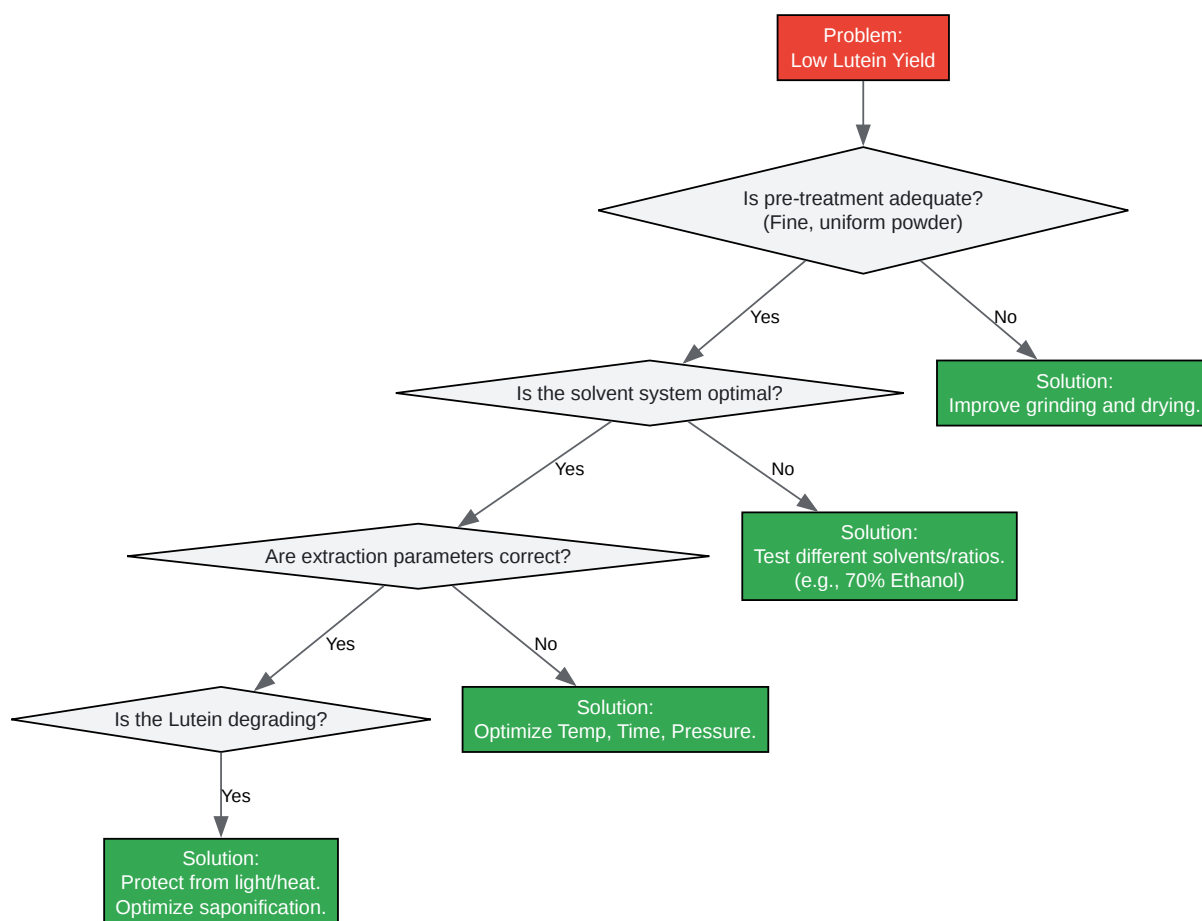 Problem:
Low Lutein Yield
Is pre-treatment adequate?
(Fine, uniform powder)
Yes
No
Is the solvent system optimal?
Solution:
Improve grinding and drying.
Yes
No
Are extraction parameters correct?
Solution:
Test different solvents/ratios.
(e.g., 70% Ethanol)
Yes
No
Is the Lutein degrading?
Solution:
Optimize Temp, Time, Pressure.
Yes
Solution:
Protect from light/heat.
Optimize saponification.